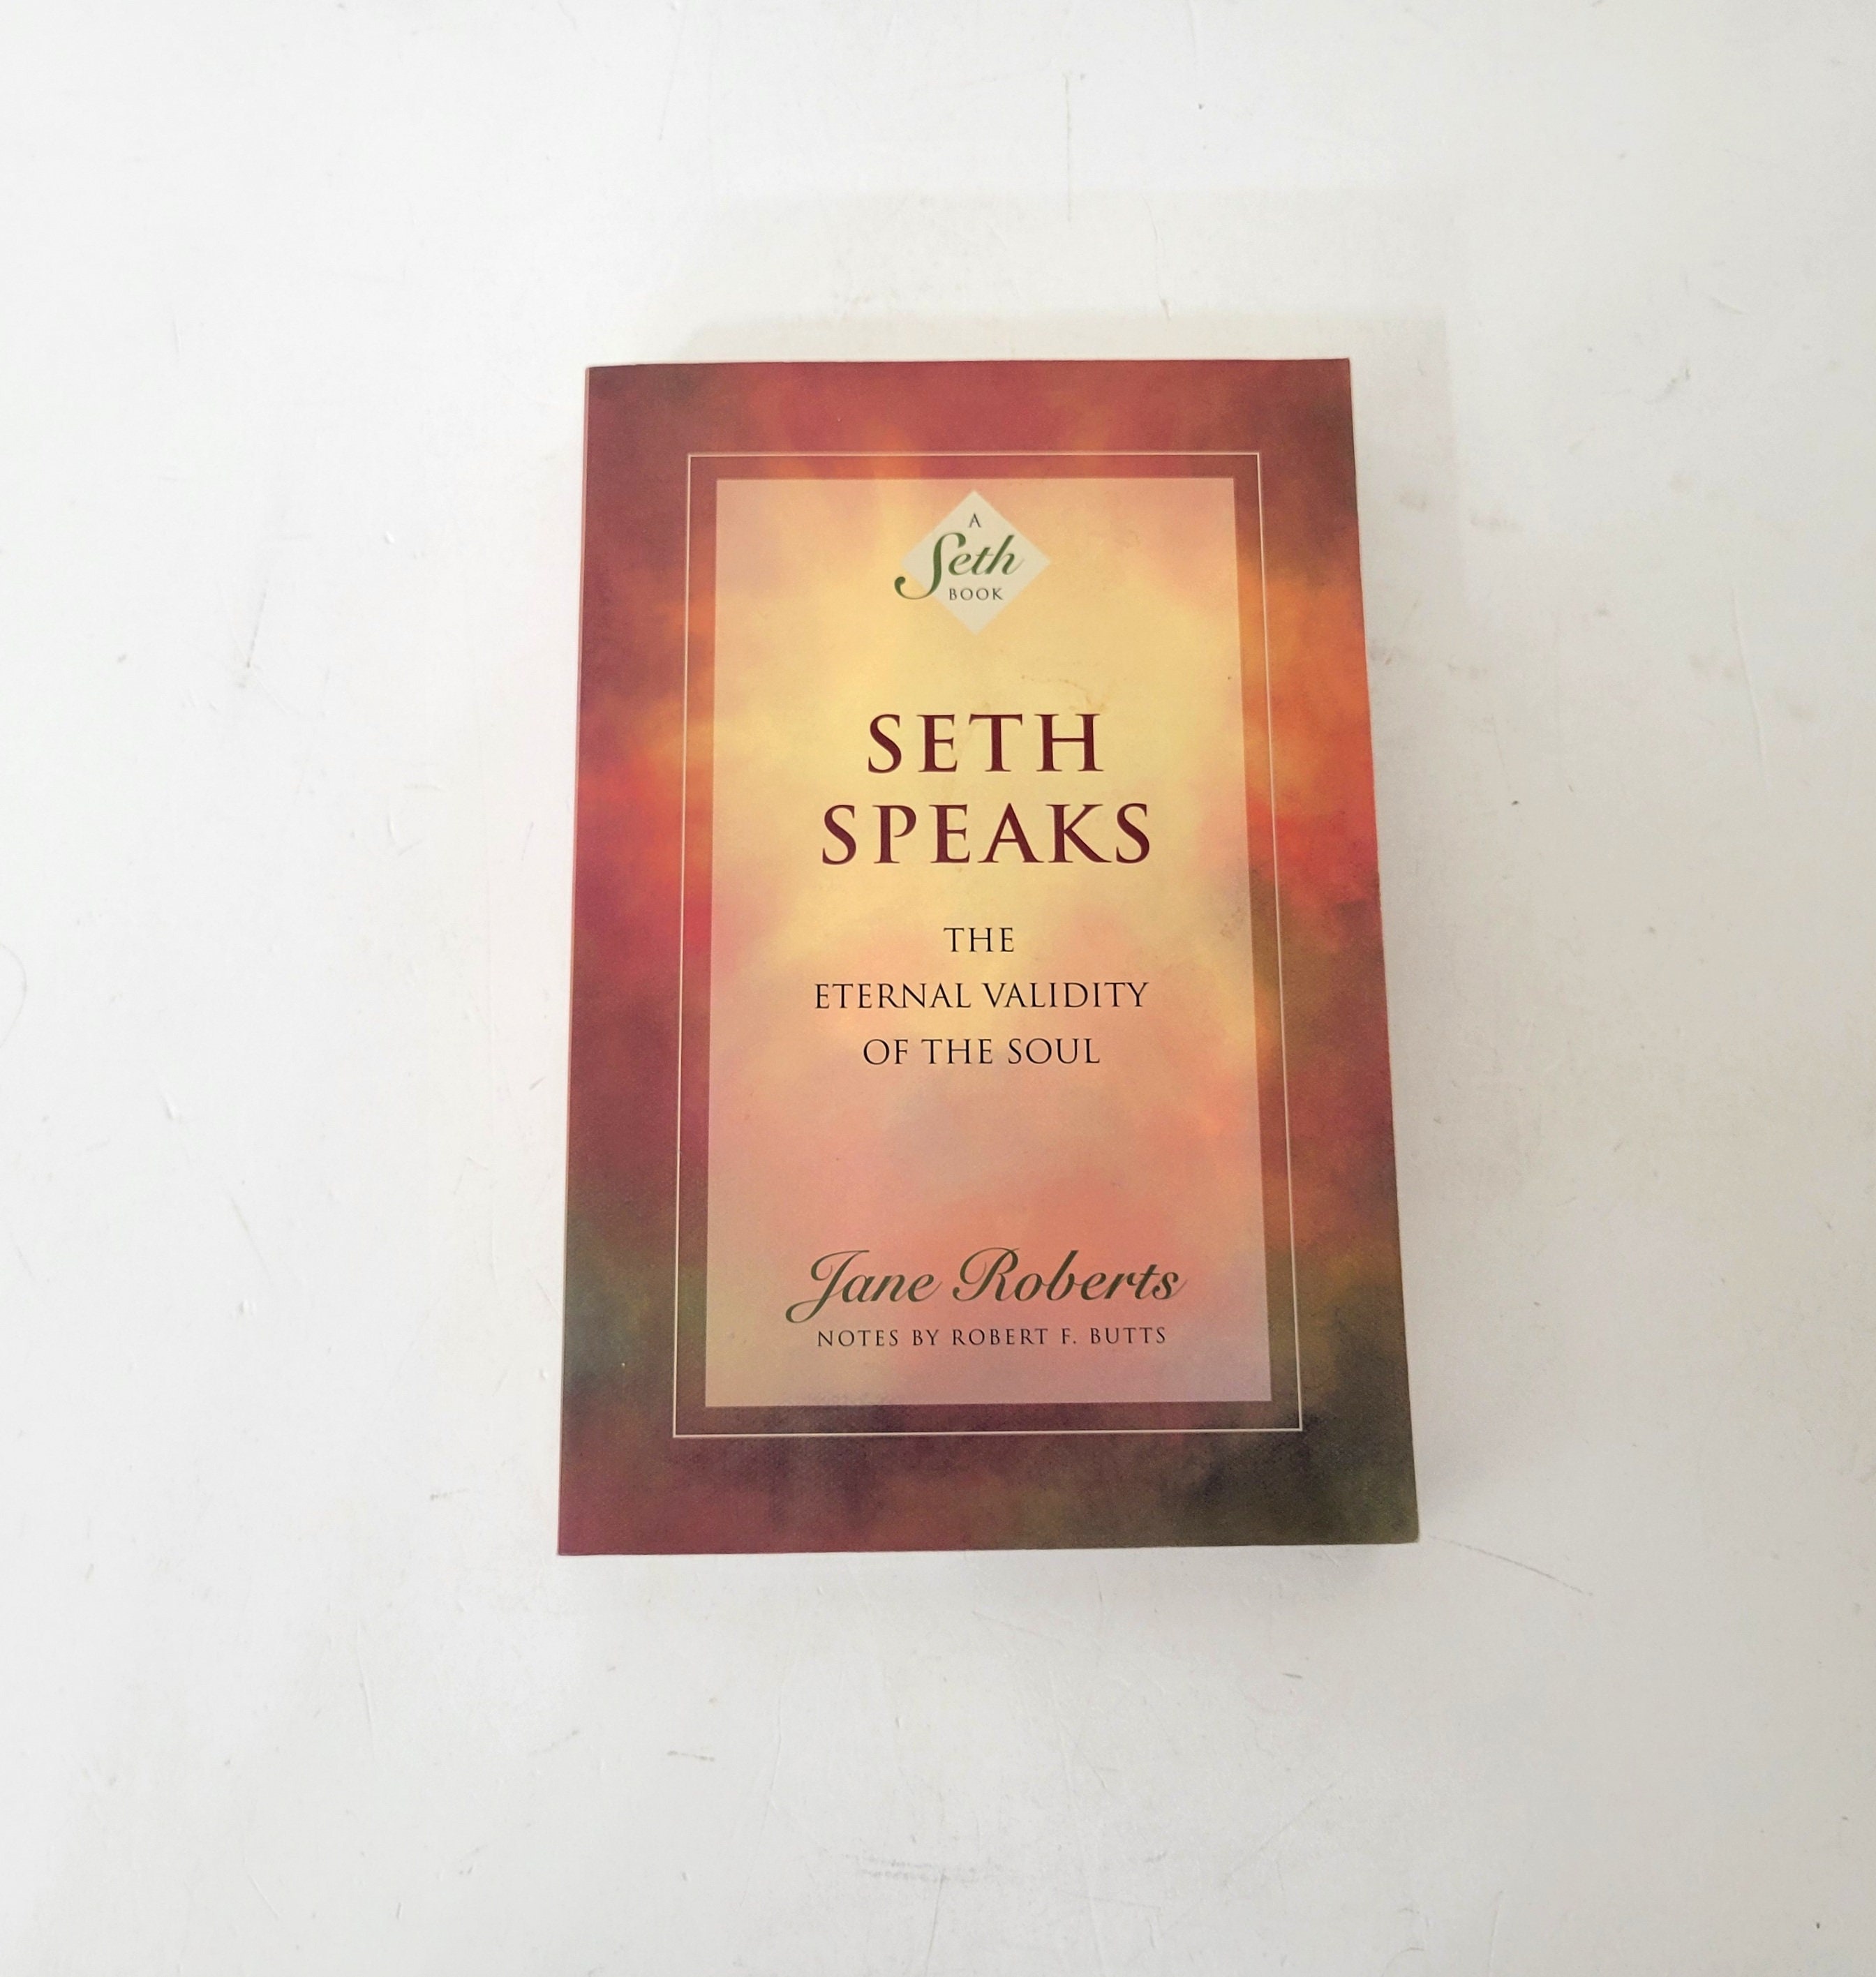 A
Seth
BOOK
SETH
SPEAKS
THE
ETERNAL VALIDITY
OF THE SOUL
Jane Roberts
NOTES BY ROBERT F. BUTTS